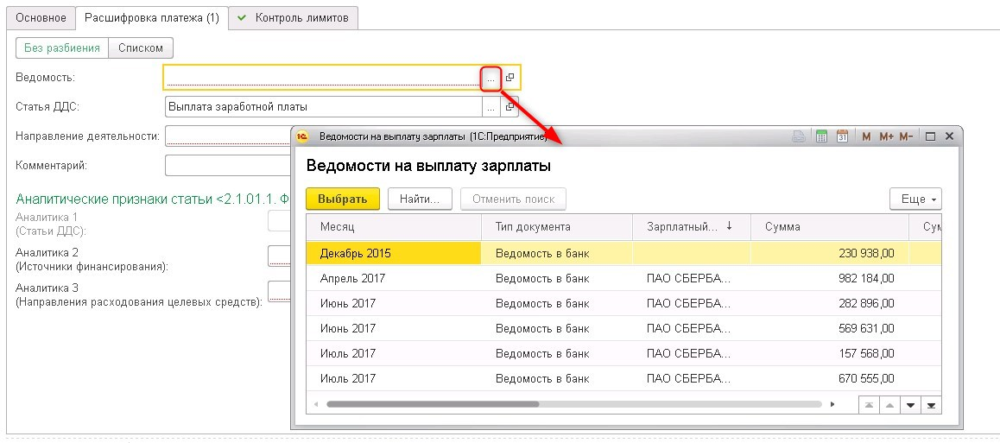 Основное Расшифровка платежа (1) Контроль лимитов
Без разбиения Списком
Ведомость: ...
Статья ДДС: Выплата заработной платы ...
Направление деятельности:
Комментарий:
Аналитические признаки статьи <2.1.01.1. Ф
Аналитика 1
(Статьи ДДС):
Аналитика 2
(Источники финансирования):
Аналитика 3
(Направления расходования целевых средств):
1С Ведомости на выплату зарплаты (1С:Предприятие) 31 M M+ M-
Ведомости на выплату зарплаты
Выбрать Найти... Отменить поиск Еще
Месяц Тип документа Зарплатный... ↓ Сумма Сум
Декабрь 2015 Ведомость в банк 230 938,00
Апрель 2017 Ведомость в банк ПАО СБЕРБА... 982 184,00
Июнь 2017 Ведомость в банк ПАО СБЕРБА... 282 896,00
Июнь 2017 Ведомость в банк ПАО СБЕРБА... 569 631,00
Июль 2017 Ведомость в банк ПАО СБЕРБА... 157 568,00
Июль 2017 Ведомость в банк ПАО СБЕРБА... 670 555,00